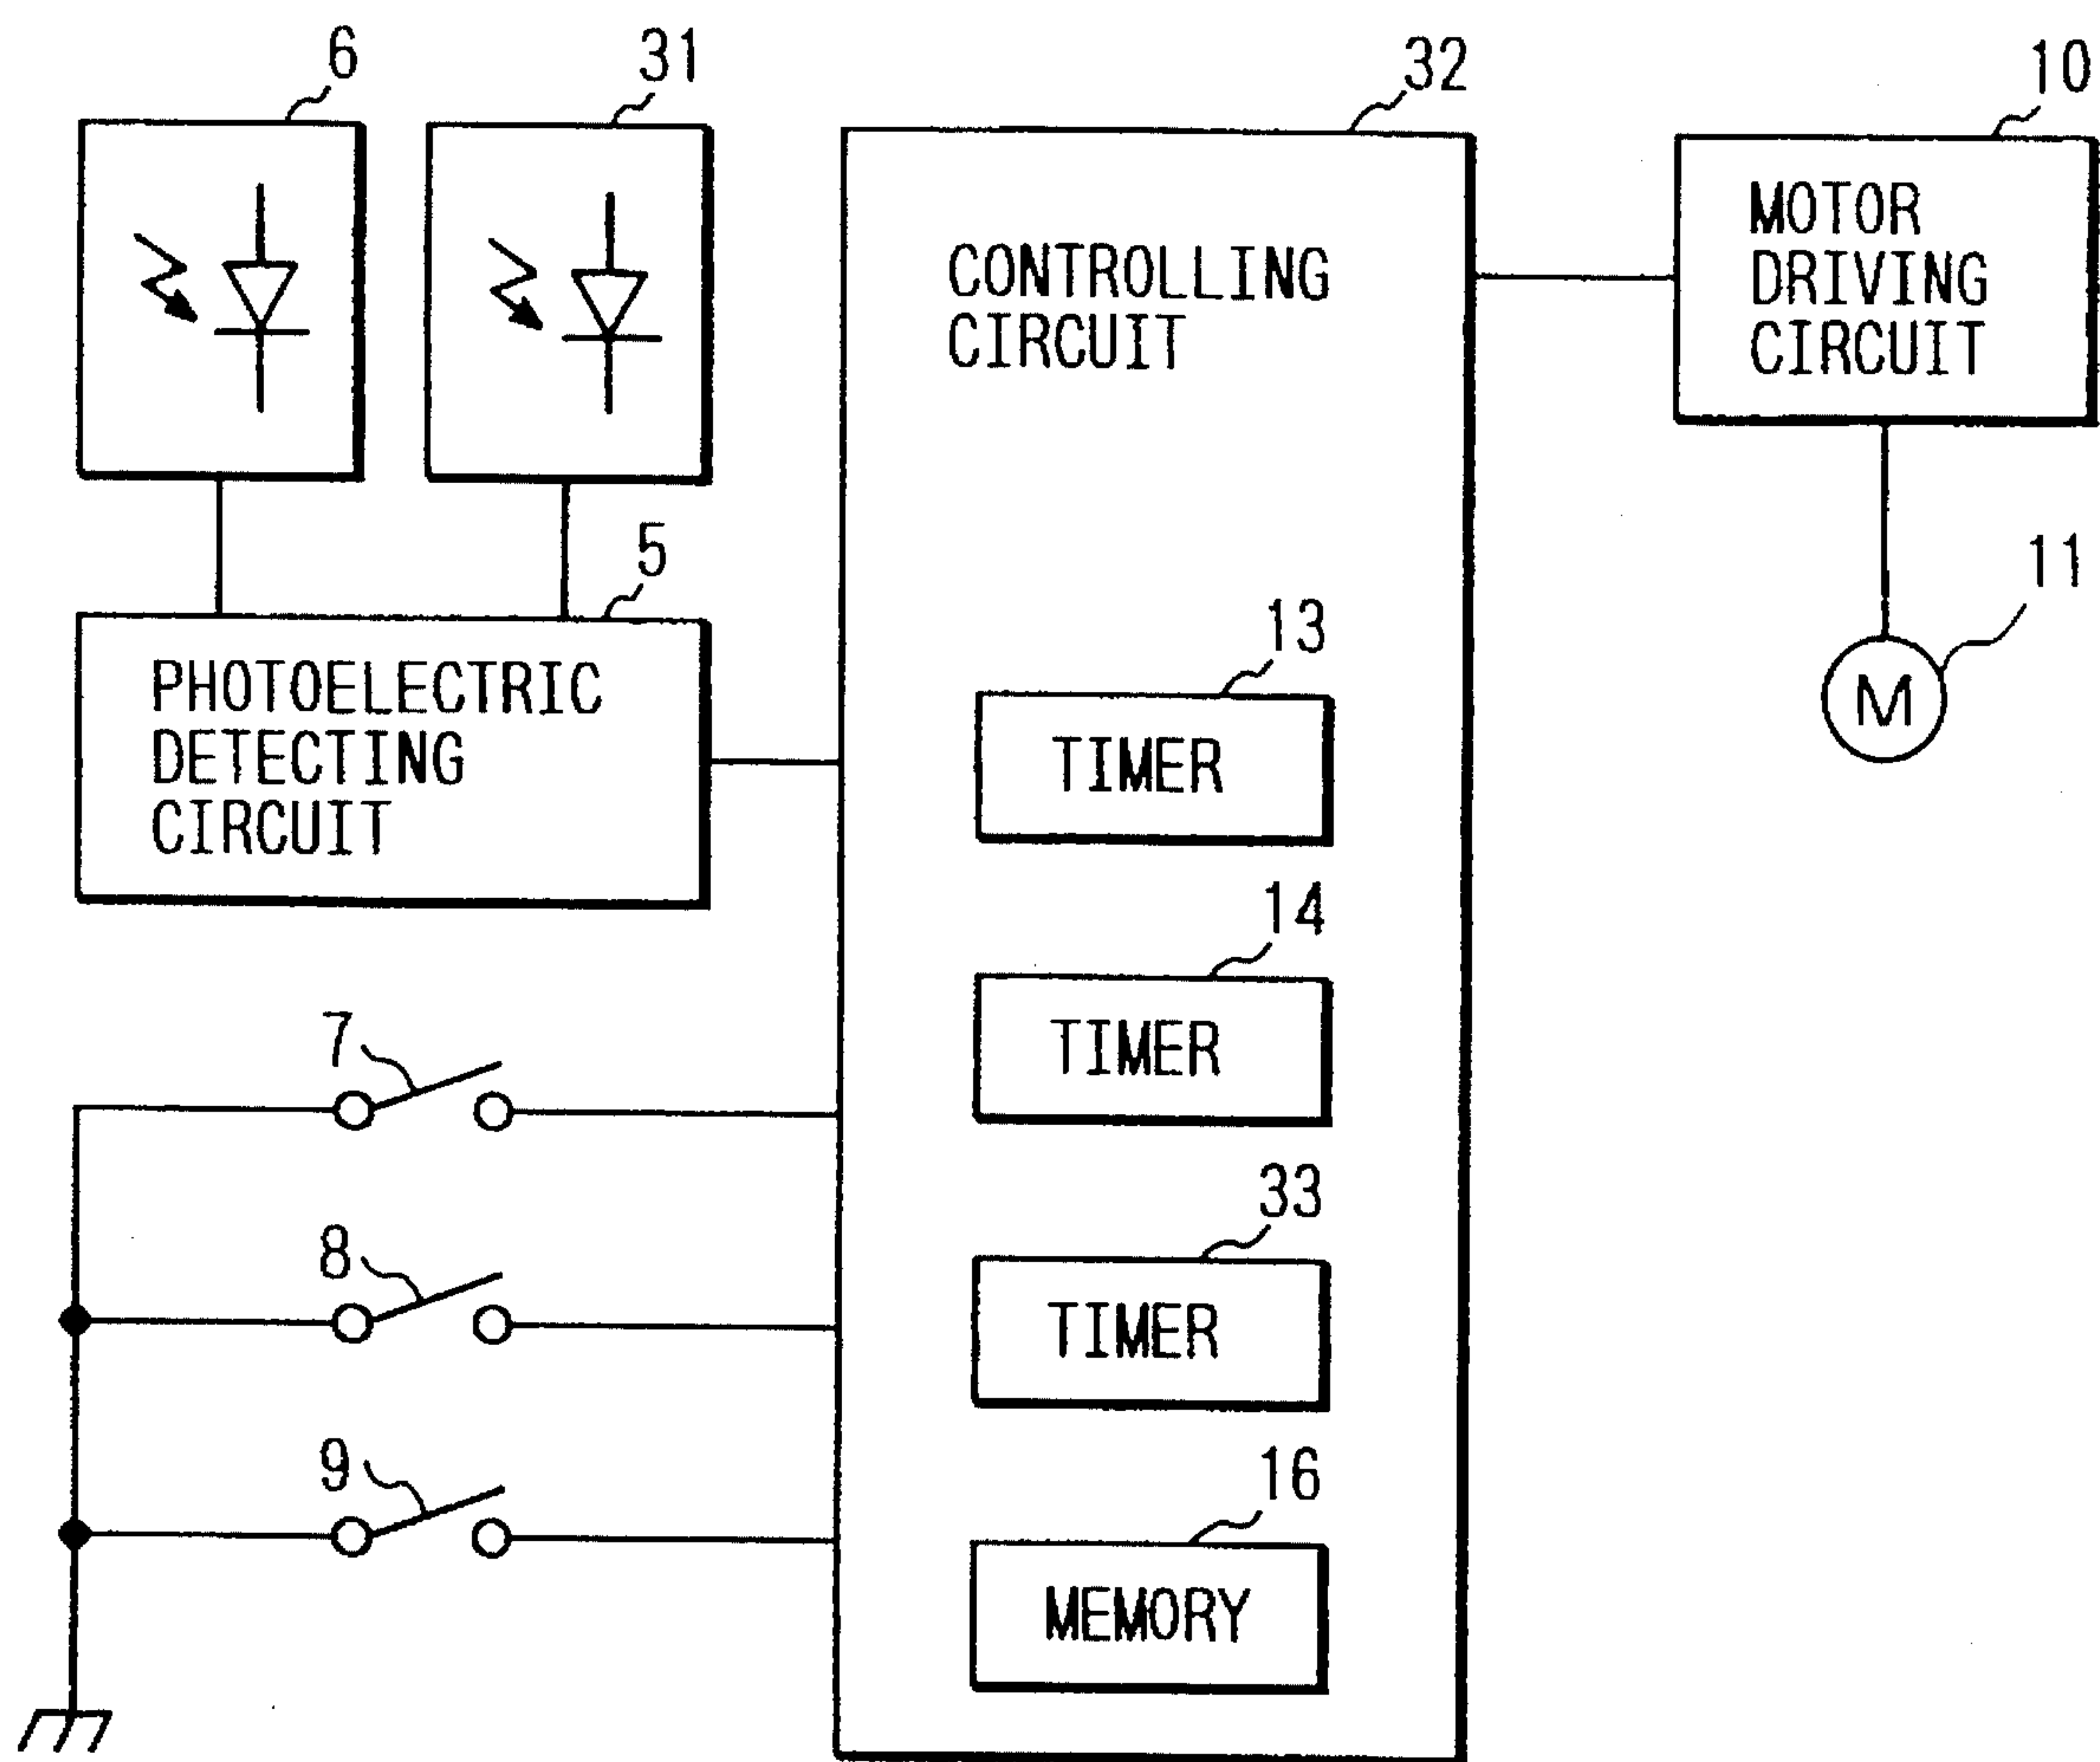 6
31
32
10
MOTOR
DRIVING
CIRCUIT
CONTROLLING
CIRCUIT
5
11
PHOTOELECTRIC
DETECTING
CIRCUIT
13
TIMER
M
14
TIMER
7
33
TIMER
8
9
16
MEMORY